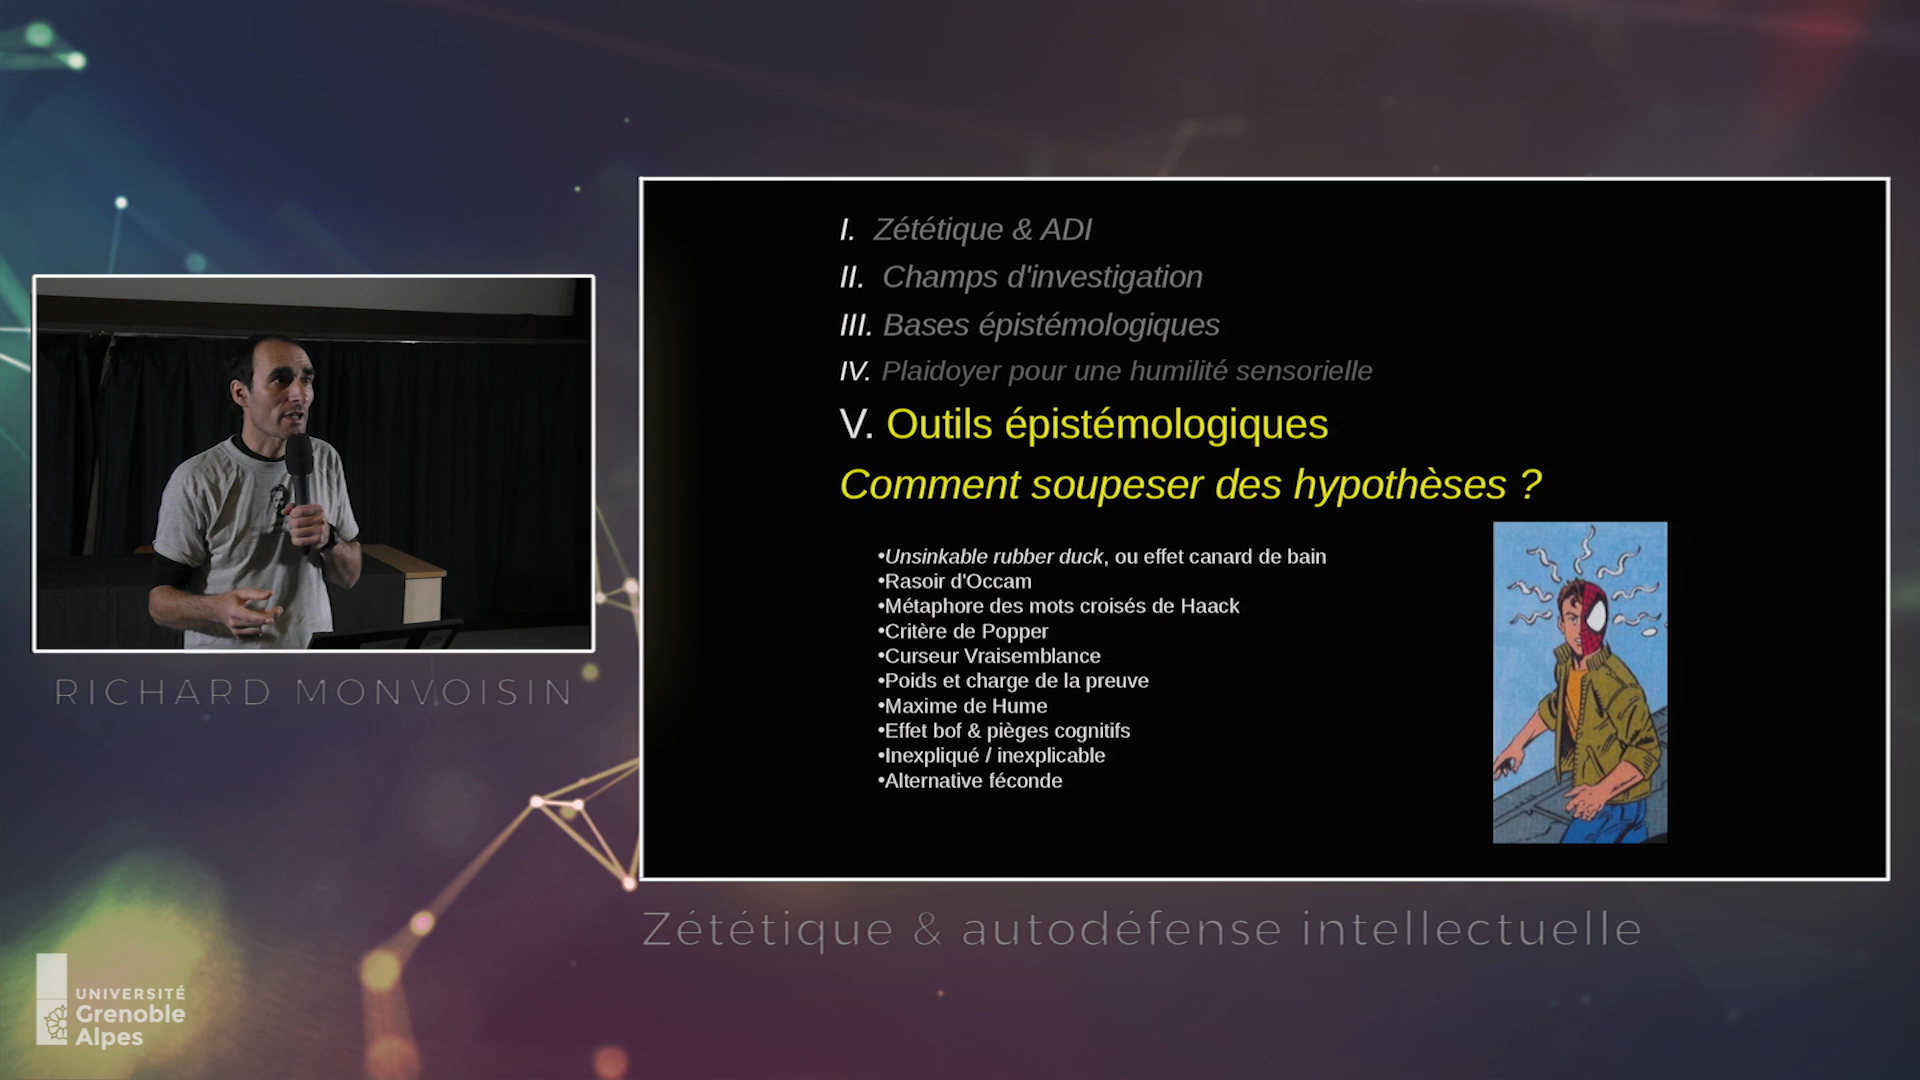 I. Zététique & ADI
II. Champs d'investigation
III. Bases épistémologiques
IV. Plaidoyer pour une humilité sensorielle
V. Outils épistémologiques
Comment soupeser des hypothèses ?
•Unsinkable rubber duck, ou effet canard de bain
•Rasoir d'Occam
•Métaphore des mots croisés de Haack
•Critère de Popper
•Curseur Vraisemblance
•Poids et charge de la preuve
•Maxime de Hume
•Effet bof & pièges cognitifs
•Inexpliqué / inexplicable
•Alternative féconde
RICHARD MONVOISIN
Zététique & autodéfense intellectuelle
UNIVERSITÉ
Grenoble
Alpes